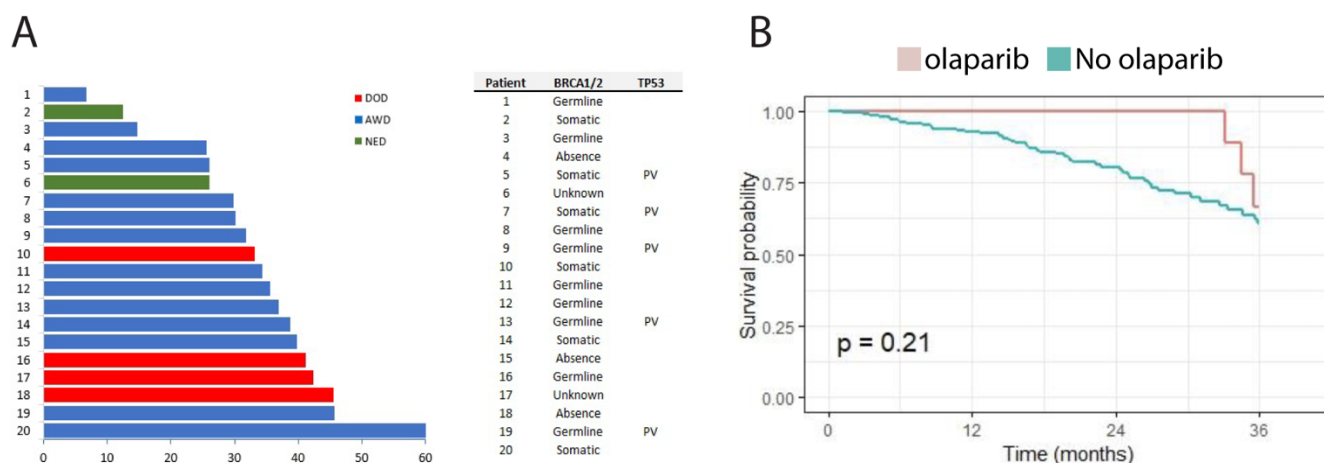 A
1
2
3
4
5
6
7
8
9
10
11
12
13
14
15
16
17
18
19
20
0 10 20 30 40 50 60
DOD
AWD
NED
Patient BRCA1/2 TP53
1 Germline
2 Somatic
3 Germline
4 Absence
5 Somatic PV
6 Unknown
7 Somatic PV
8 Germline
9 Germline PV
10 Somatic
11 Germline
12 Germline
13 Germline PV
14 Somatic
15 Absence
16 Germline
17 Unknown
18 Absence
19 Germline PV
20 Somatic
B
olaparib No olaparib
Survival probability
1.00
0.75
0.50
0.25
0.00
p = 0.21
0 12 24 36
Time (months)